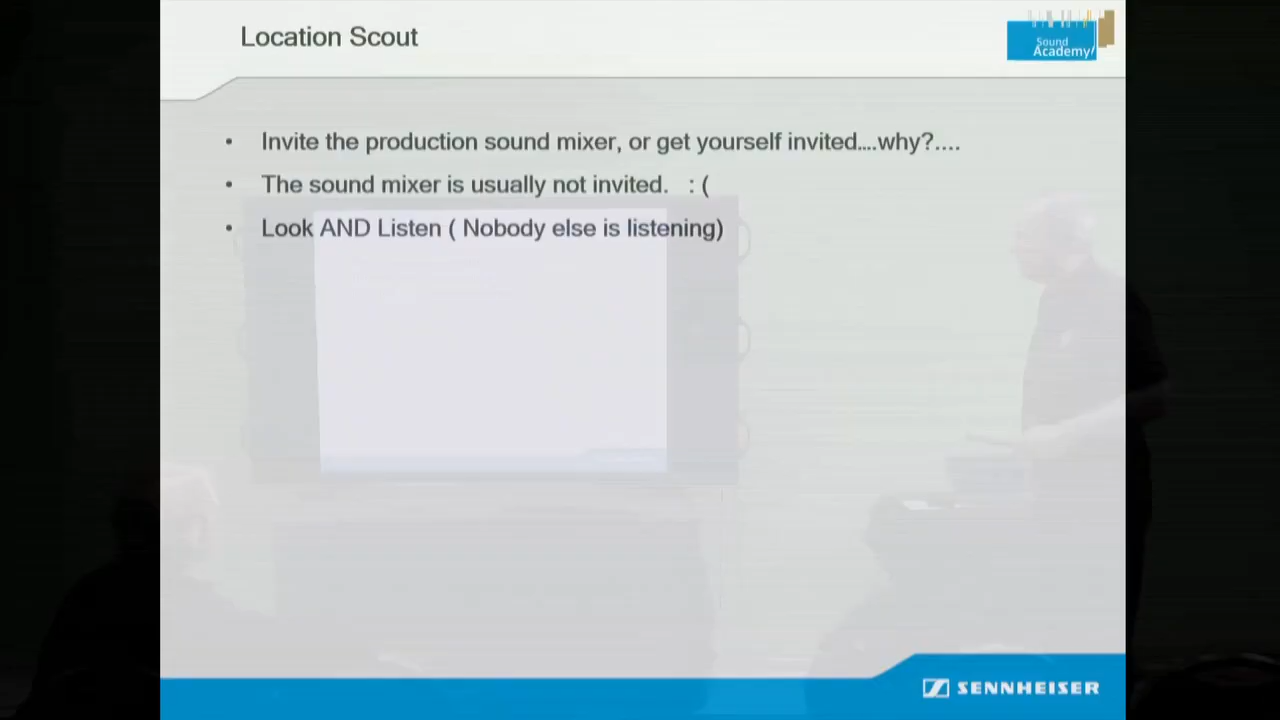 Location Scout
Sound
Academy
• Invite the production sound mixer, or get yourself invited....why?....
• The sound mixer is usually not invited. : (
• Look AND Listen ( Nobody else is listening)
SENNHEISER